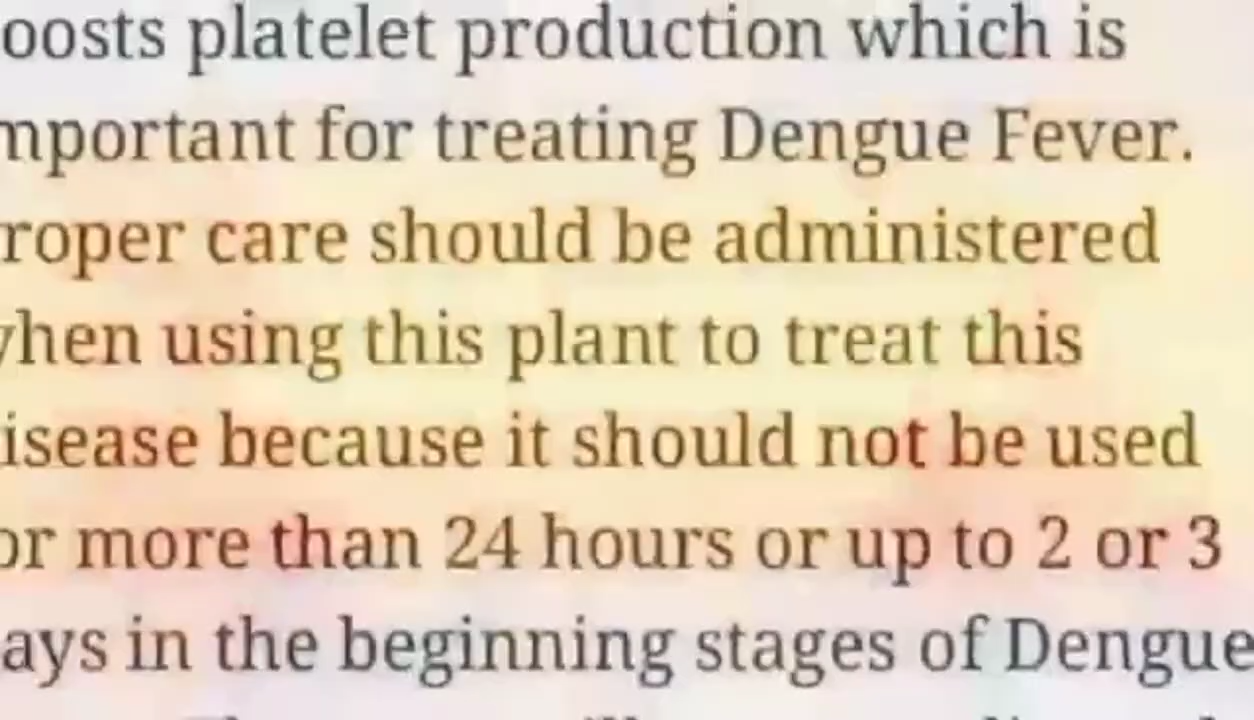 oosts platelet production which is
mportant for treating Dengue Fever.
roper care should be administered
hen using this plant to treat this
isease because it should not be used
or more than 24 hours or up to 2 or 3
ays in the beginning stages of Dengue